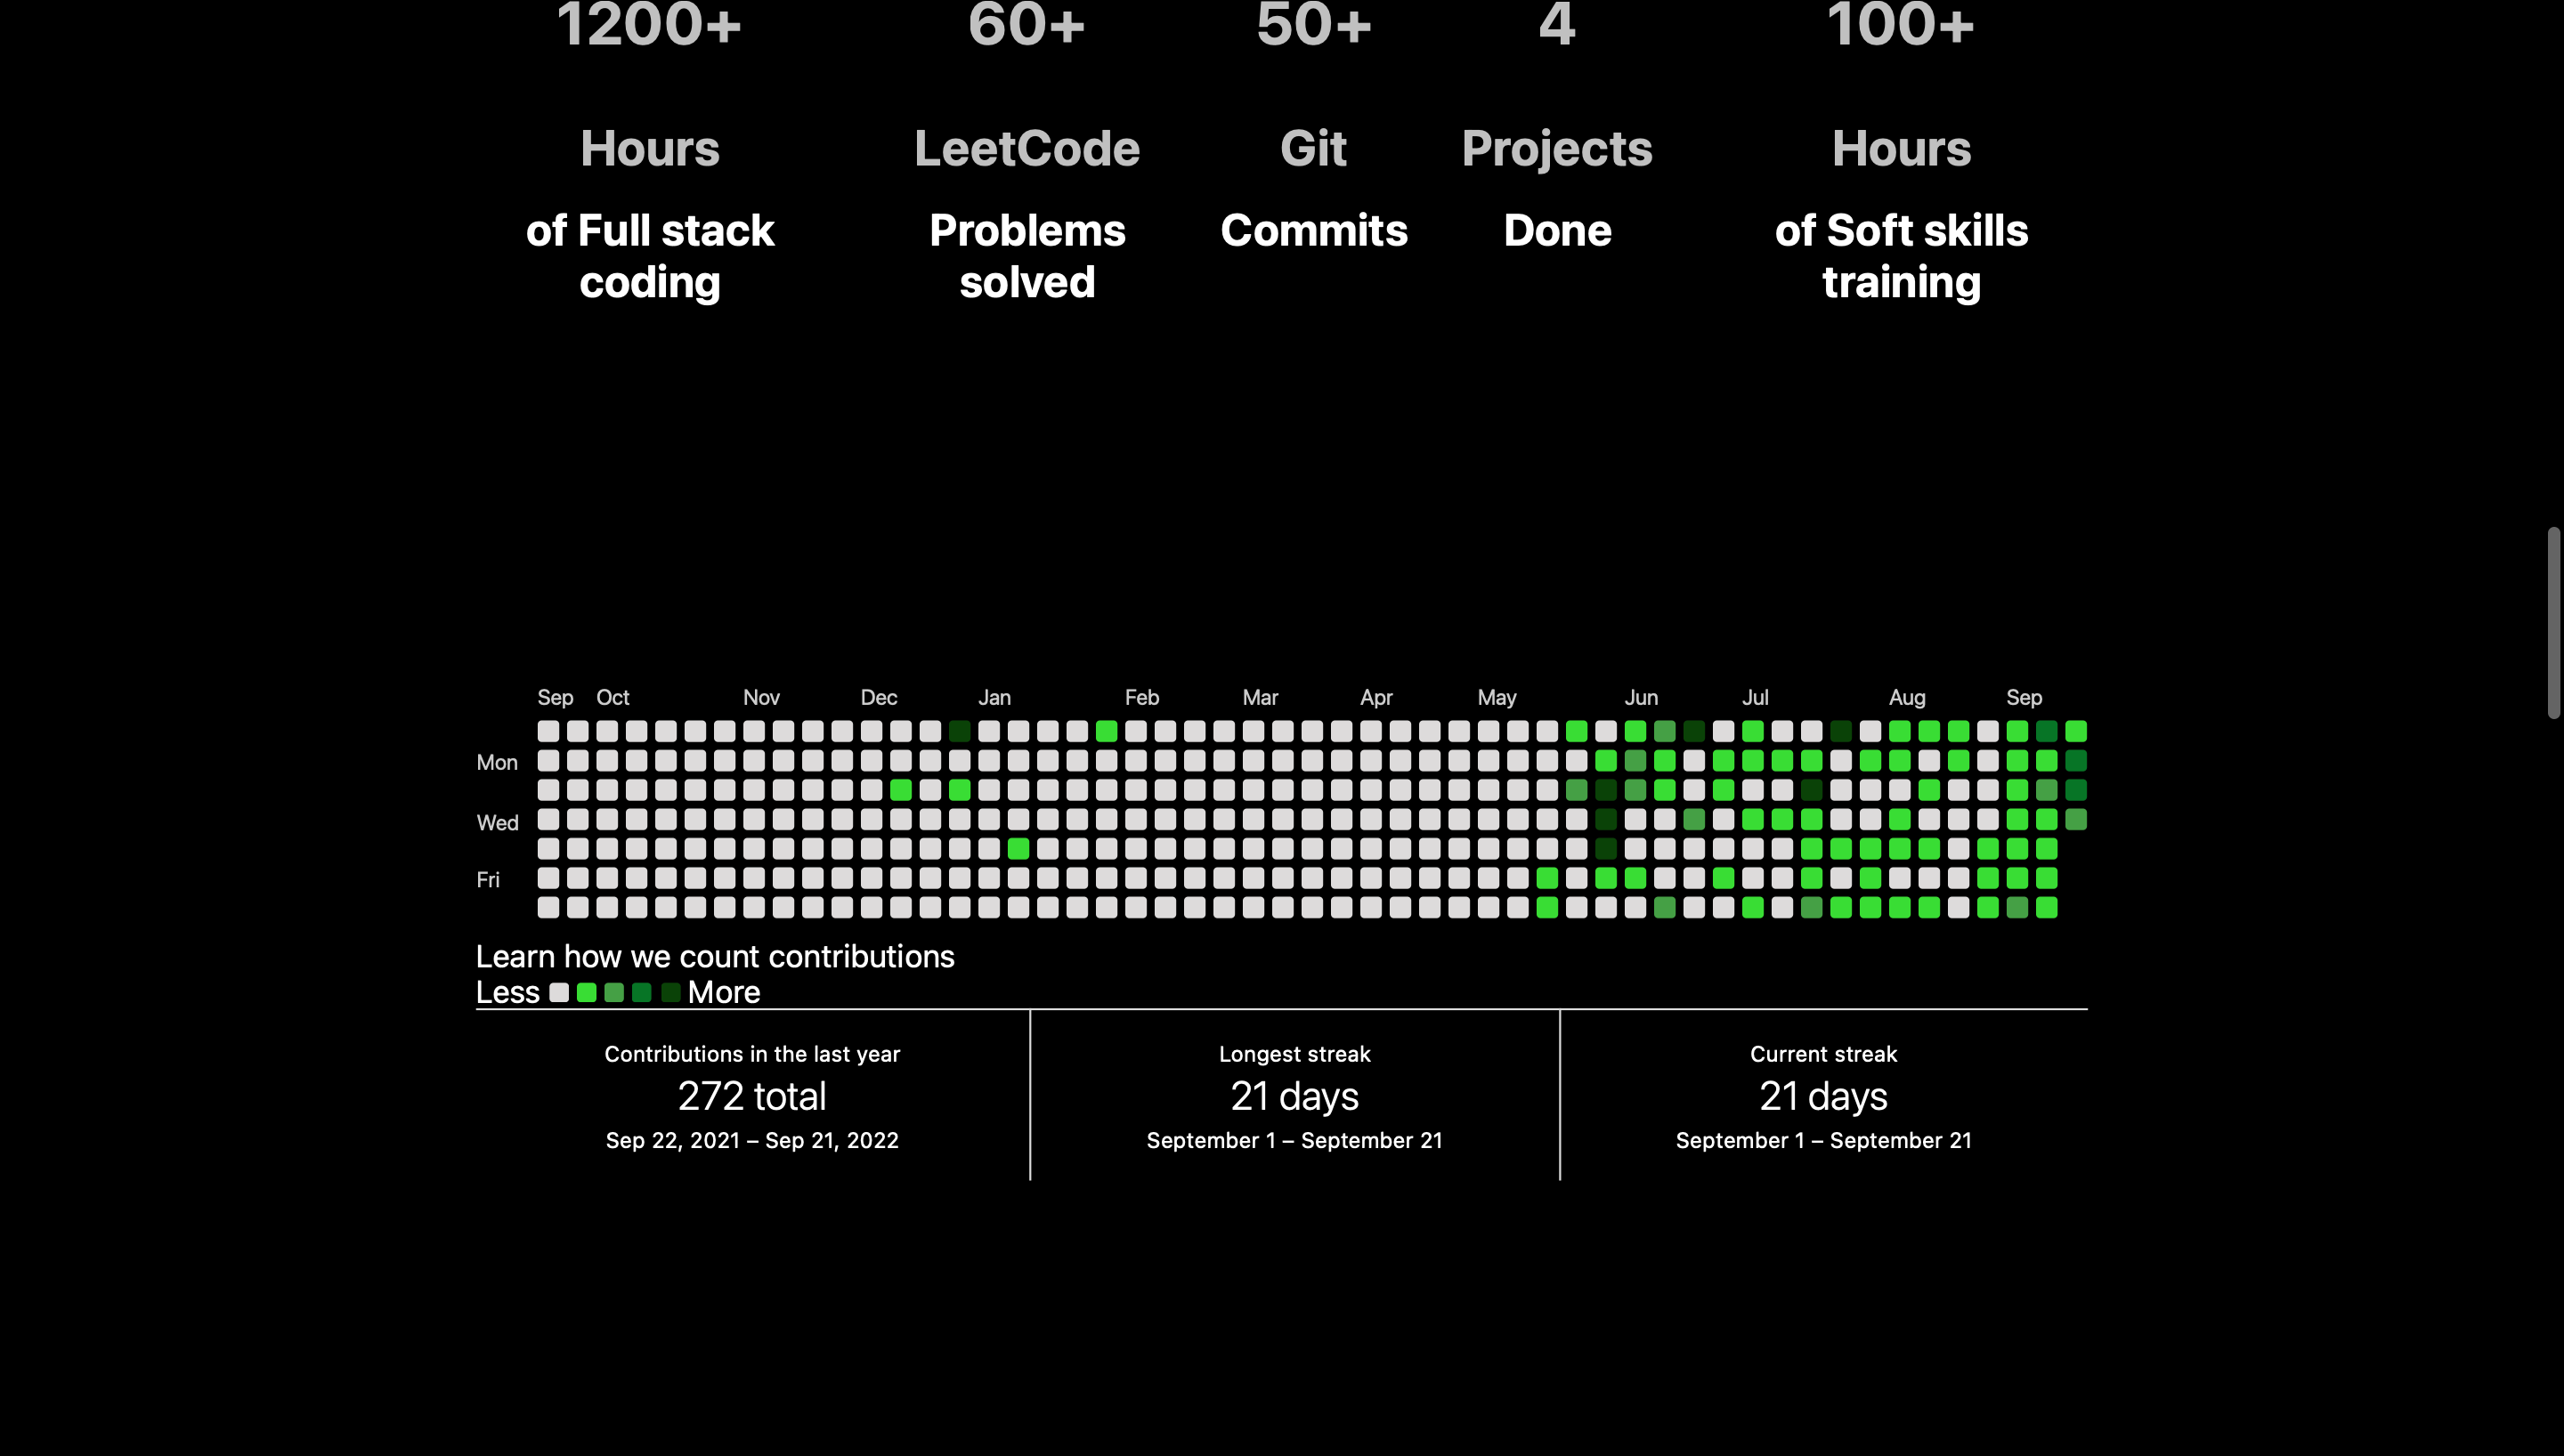 1200+
60+
50+
4
100+
Hours
LeetCode
Git
Projects
Hours
of Full stack
coding
Problems
solved
Commits
Done
of Soft skills
training
Sep Oct Nov Dec Jan Feb Mar Apr May Jun Jul Aug Sep
Mon
Wed
Fri
Learn how we count contributions
Less More
Contributions in the last year
272 total
Sep 22, 2021 – Sep 21, 2022
Longest streak
21 days
September 1 – September 21
Current streak
21 days
September 1 – September 21